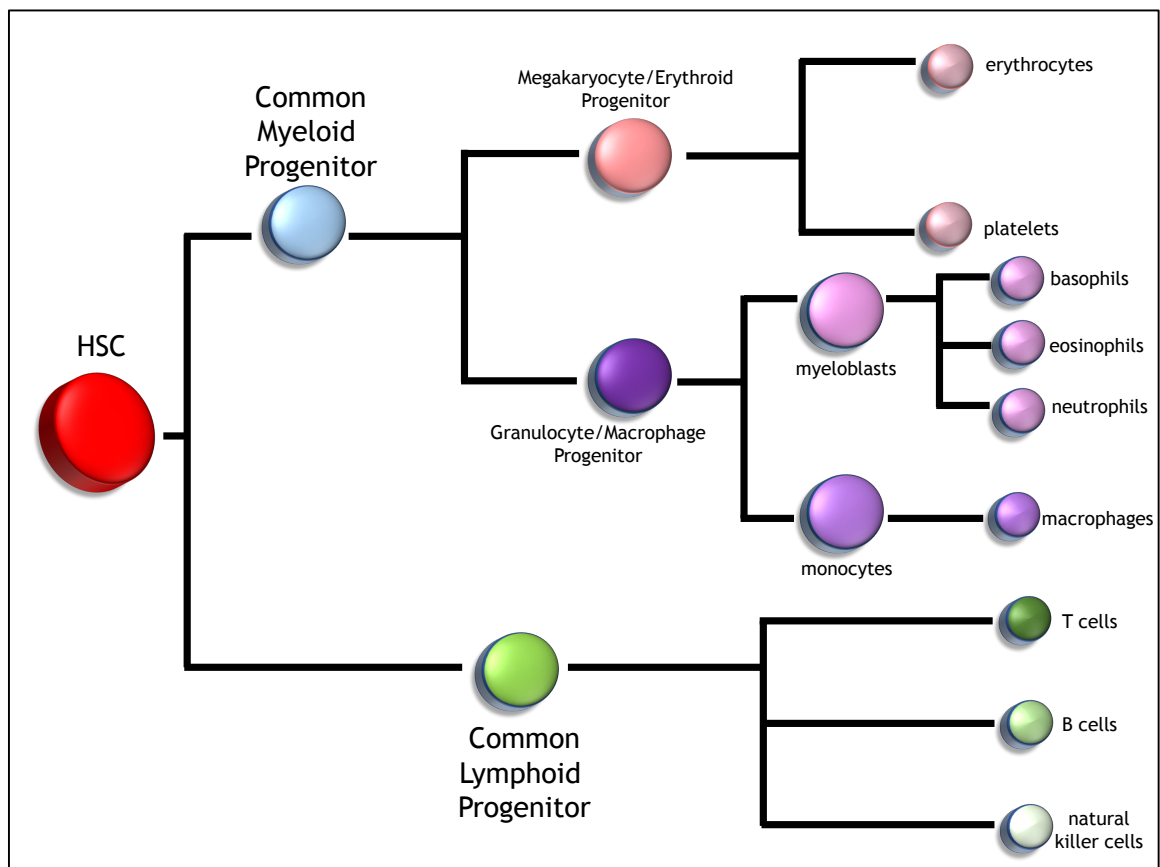 HSC
Common
Myeloid
Progenitor
Megakaryocyte/Erythroid
Progenitor
erythrocytes
platelets
Granulocyte/Macrophage
Progenitor
myeloblasts
basophils
eosinophils
neutrophils
monocytes
macrophages
Common
Lymphoid
Progenitor
T cells
B cells
natural
killer cells